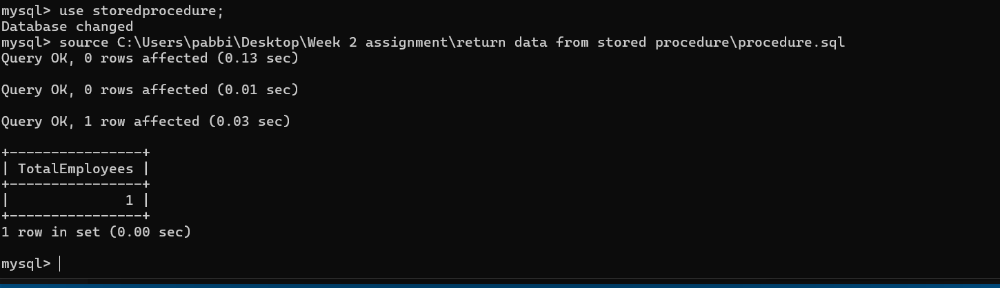 mysql> use storedprocedure;
Database changed
mysql> source C:\Users\pabbi\Desktop\Week 2 assignment\return data from stored procedure\procedure.sql
Query OK, 0 rows affected (0.13 sec)
Query OK, 0 rows affected (0.01 sec)
Query OK, 1 row affected (0.03 sec)
+----------------+
| TotalEmployees |
+----------------+
|              1 |
+----------------+
1 row in set (0.00 sec)
mysql>